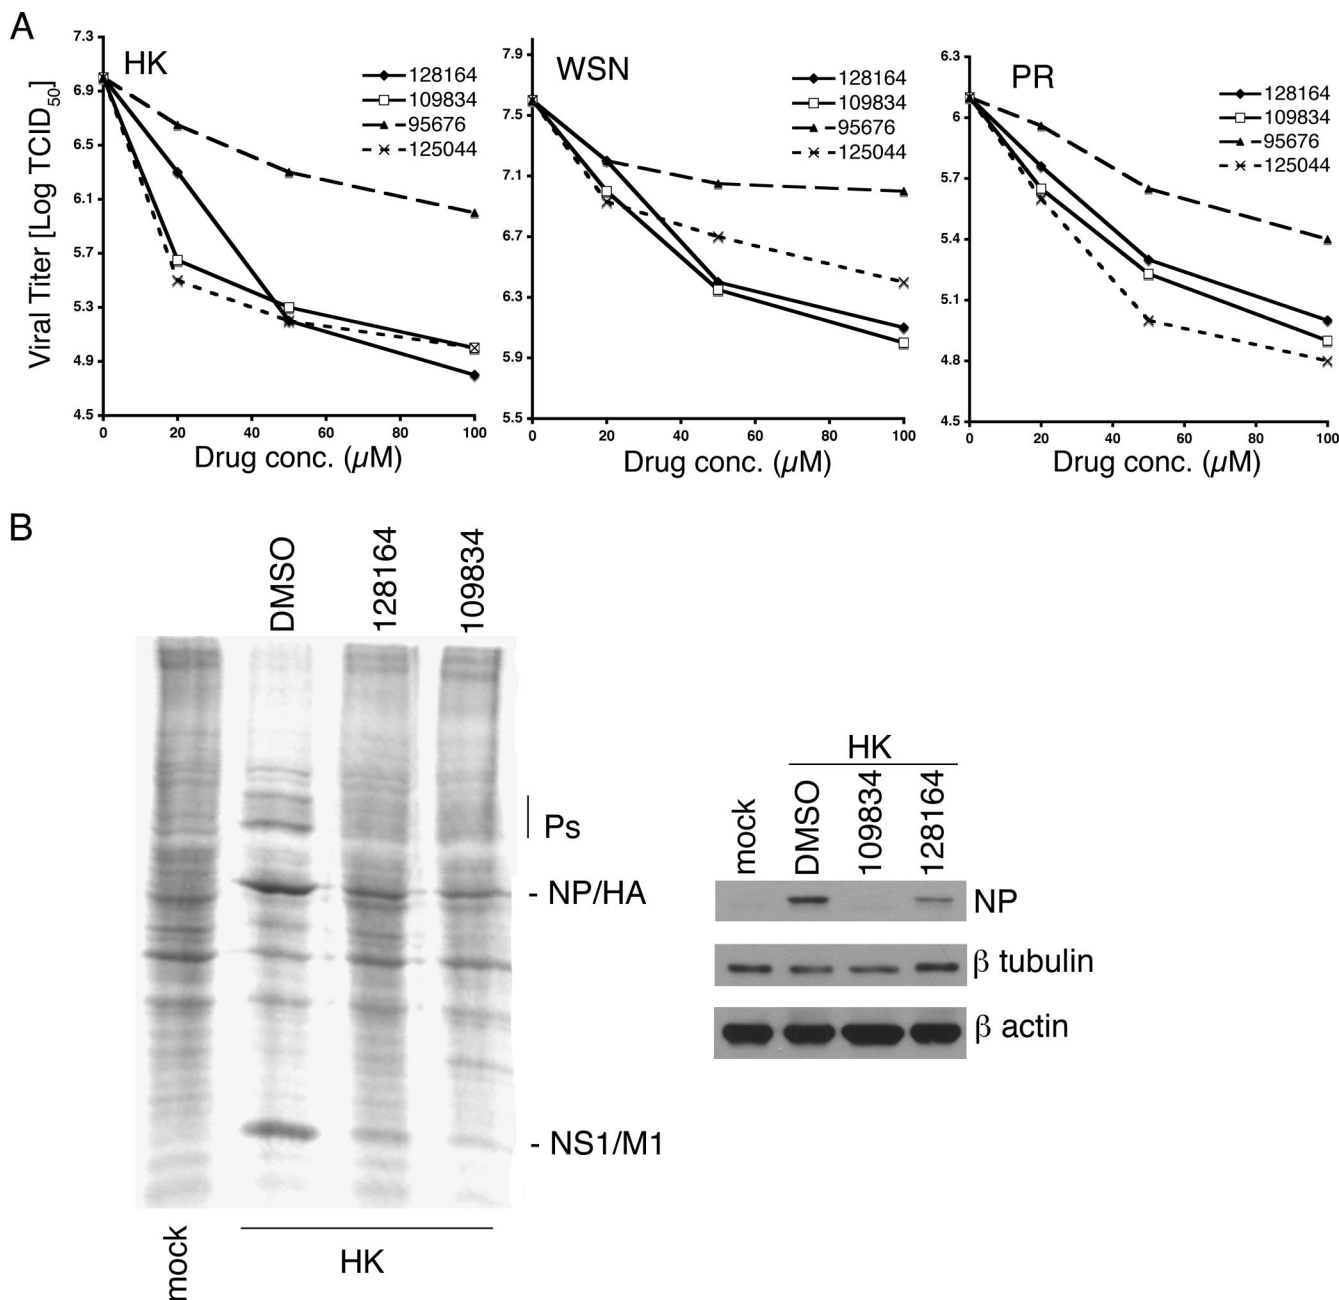 A
HK
128164
109834
95676
125044
7.3
6.9
6.5
6.1
5.7
5.3
4.9
4.5
0 20 40 60 80 100
Viral Titer [Log TCID50]
Drug conc. (µM)
WSN
128164
109834
95676
125044
7.9
7.5
7.1
6.7
6.3
5.9
5.5
0 20 40 60 80 100
Drug conc. (µM)
PR
128164
109834
95676
125044
6.3
6
5.7
5.4
5.1
4.8
4.5
0 20 40 60 80 100
Drug conc. (µM)
B
DMSO
128164
109834
Ps
- NP/HA
- NS1/M1
mock
HK
HK
mock
DMSO
109834
128164
NP
β tubulin
β actin